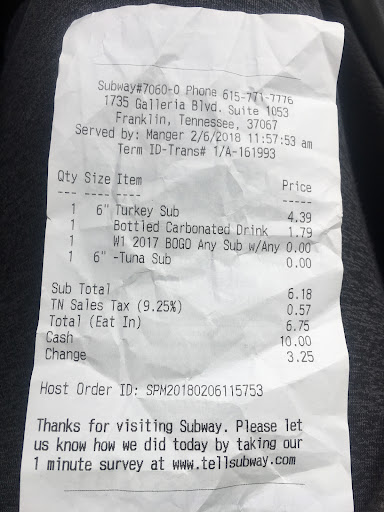 Subway#7060-0 Phone 615-771-7776
1735 Galleria Blvd. Suite 1053
Franklin, Tennessee, 37067
Served by: Manger 2/6/2018 11:57:53 am
Term ID-Trans# 1/A-161993
Qty Size Item Price
1 6" Turkey Sub 4.39
1 Bottled Carbonated Drink 1.79
1 W1 2017 BOGO Any Sub w/Any 0.00
1 6" -Tuna Sub 0.00
Sub Total 6.18
TN Sales Tax (9.25%) 0.57
Total (Eat In) 6.75
Cash 10.00
Change 3.25
Host Order ID: SPM20180206115753
Thanks for visiting Subway. Please let
us know how we did today by taking our
1 minute survey at www.tellsubway.com